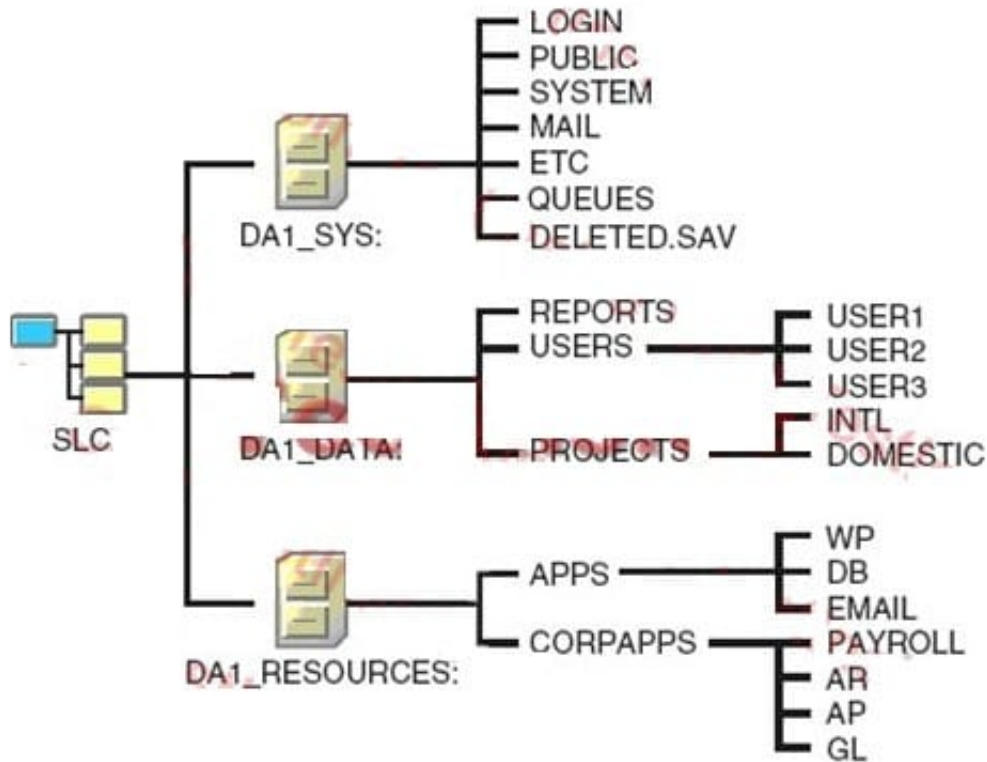 LOGIN
PUBLIC
SYSTEM
MAIL
ETC
QUEUES
DELETED.SAV
DA1_SYS:
REPORTS
USERS
USER1
USER2
USER3
SLC
DA1_DATA:
PROJECTS
INTL
DOMESTIC
APPS
WP
DB
EMAIL
DA1_RESOURCES:
CORPAPPS
PAYROLL
AR
AP
GL